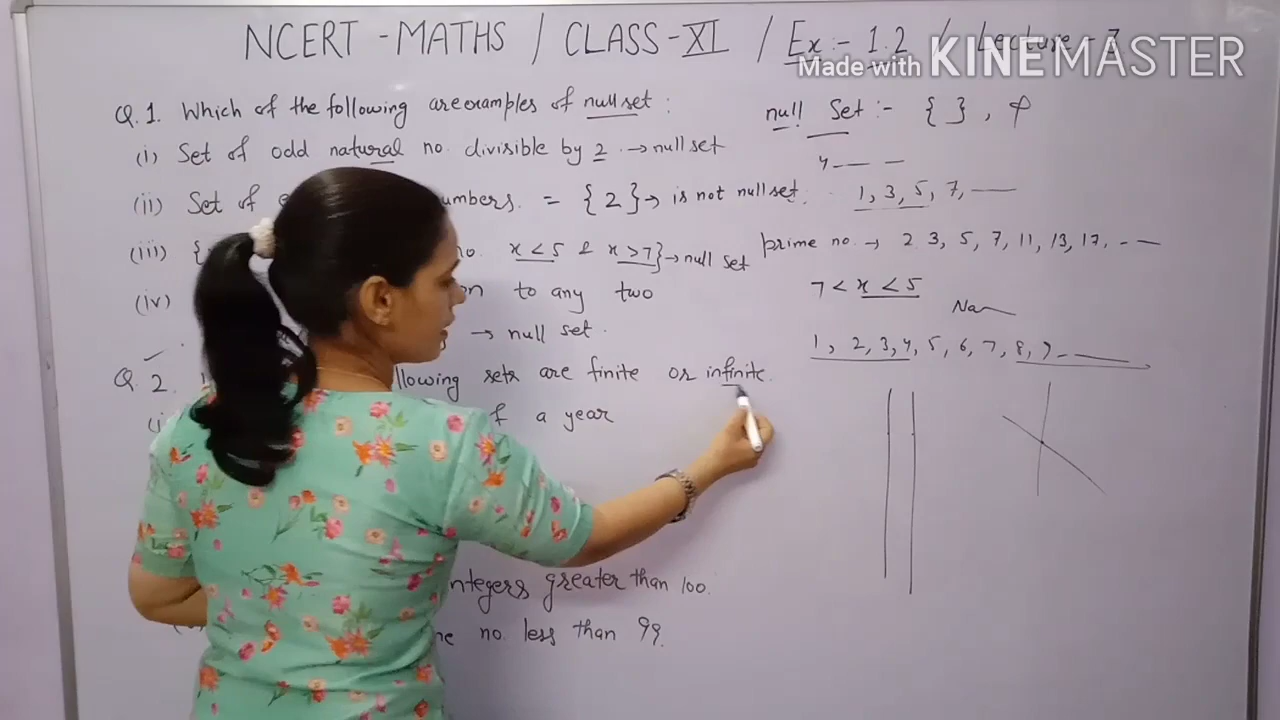 NCERT - MATHS / CLASS - XI / Ex:- 1.2 / Lecture - 3
Made with KINEMASTER
Q. 1. Which of the following are examples of null set :
(i) Set of odd natural no. divisible by 2 → null set
(ii) Set of umbers. = { 2 } → is not null set.
(iii) { no. x < 5 & x > 7 } → null set
(iv) on to any two
→ null set.
Q. 2. llowing sets are finite or infinite.
(i) f a year
ntegers greater than 100.
no. less than 99.
null Set :- { } , φ
4 — —
1, 3, 5, 7, —
prime no. → 2 3, 5, 7, 11, 13, 17, - —
7 < x < 5
1, 2, 3, 4, 5, 6, 7, 8, 9 - —